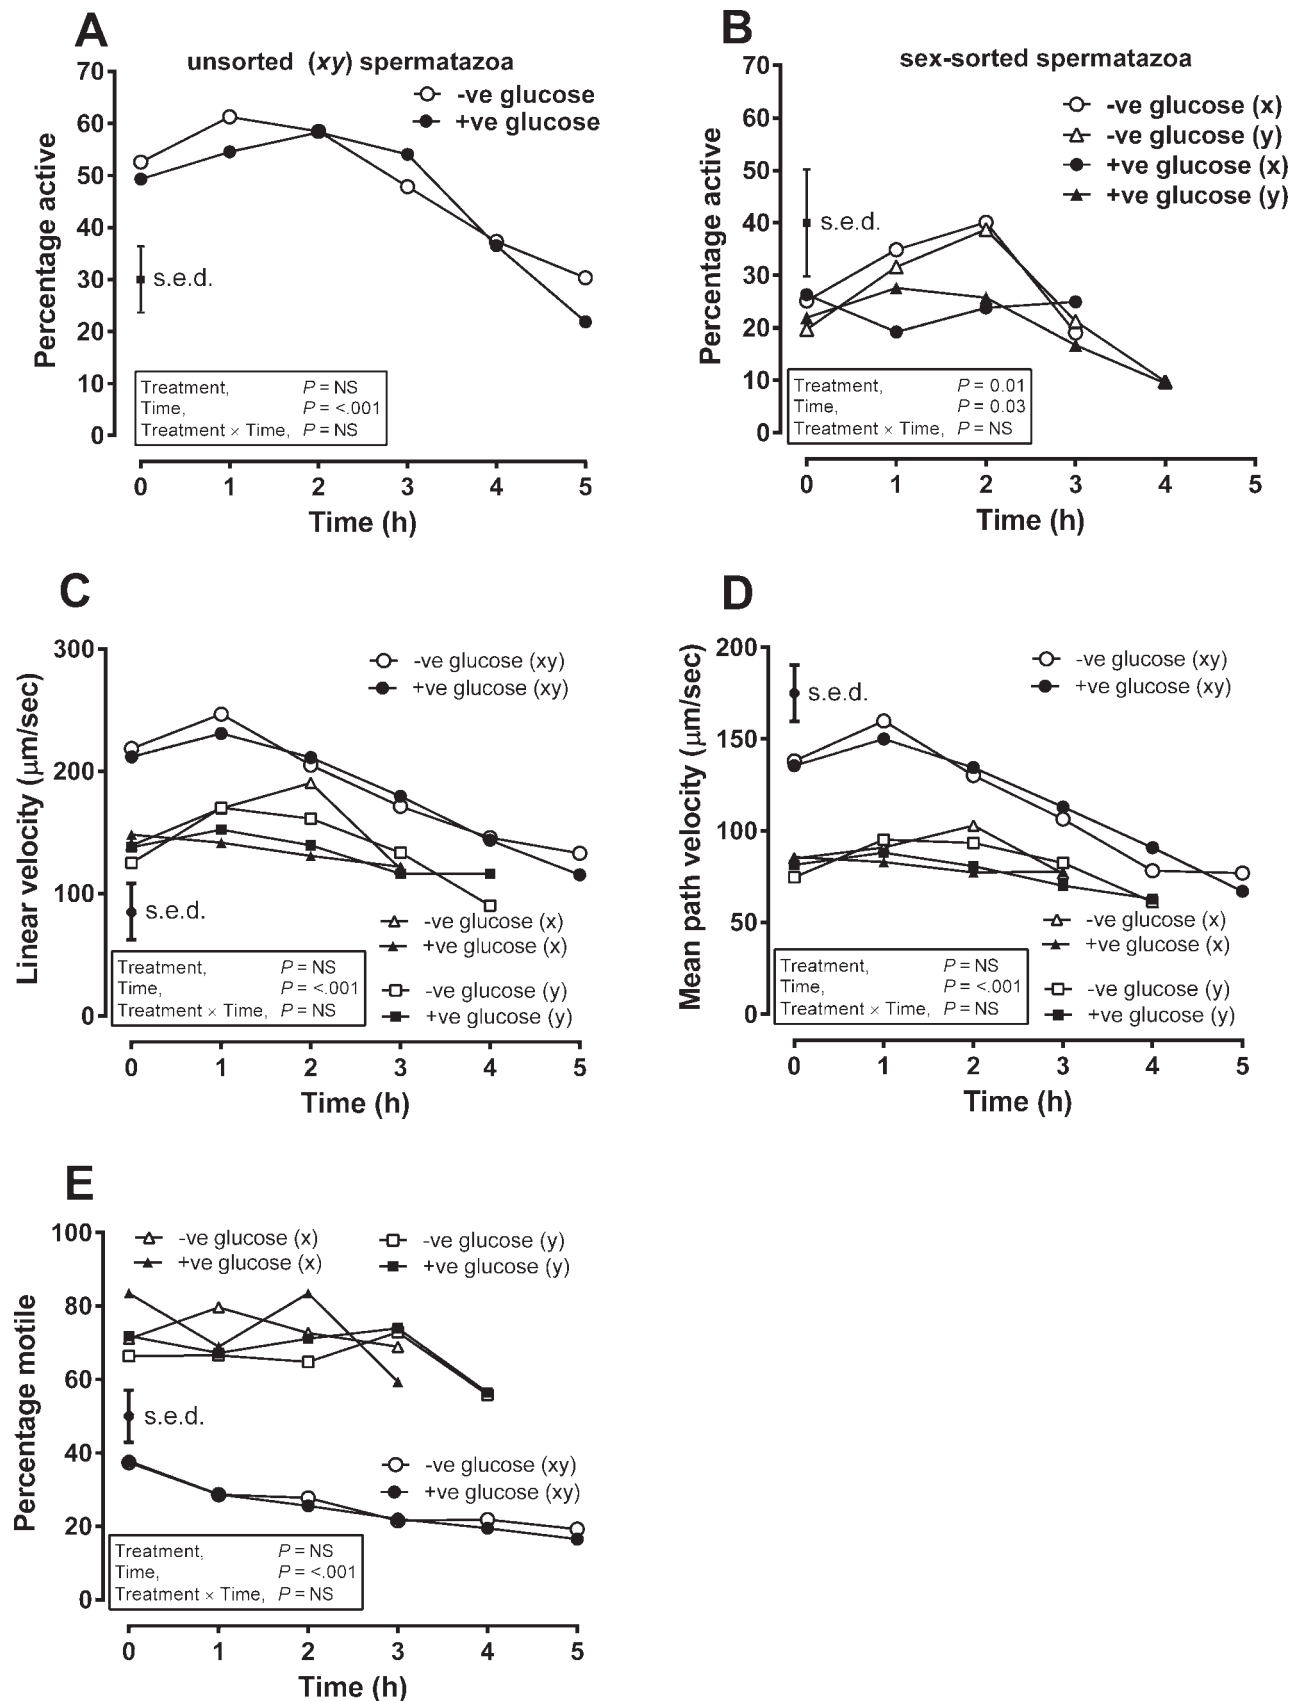 A
unsorted (xy) spermatazoa
-ve glucose
+ve glucose
Percentage active
70
60
50
40
30
20
10
0
s.e.d.
Treatment, P = NS
Time, P = <.001
Treatment × Time, P = NS
0 1 2 3 4 5
Time (h)
B
sex-sorted spermatazoa
-ve glucose (x)
-ve glucose (y)
+ve glucose (x)
+ve glucose (y)
Percentage active
70
60
50
40
30
20
10
0
s.e.d.
Treatment, P = 0.01
Time, P = 0.03
Treatment × Time, P = NS
0 1 2 3 4 5
Time (h)
C
-ve glucose (xy)
+ve glucose (xy)
Linear velocity (μm/sec)
300
200
100
0
s.e.d.
-ve glucose (x)
+ve glucose (x)
-ve glucose (y)
+ve glucose (y)
Treatment, P = NS
Time, P = <.001
Treatment × Time, P = NS
0 1 2 3 4 5
Time (h)
D
-ve glucose (xy)
+ve glucose (xy)
Mean path velocity (μm/sec)
200
150
100
50
0
s.e.d.
-ve glucose (x)
+ve glucose (x)
-ve glucose (y)
+ve glucose (y)
Treatment, P = NS
Time, P = <.001
Treatment × Time, P = NS
0 1 2 3 4 5
Time (h)
E
-ve glucose (x)
+ve glucose (x)
-ve glucose (y)
+ve glucose (y)
Percentage motile
100
80
60
40
20
0
s.e.d.
-ve glucose (xy)
+ve glucose (xy)
Treatment, P = NS
Time, P = <.001
Treatment × Time, P = NS
0 1 2 3 4 5
Time (h)